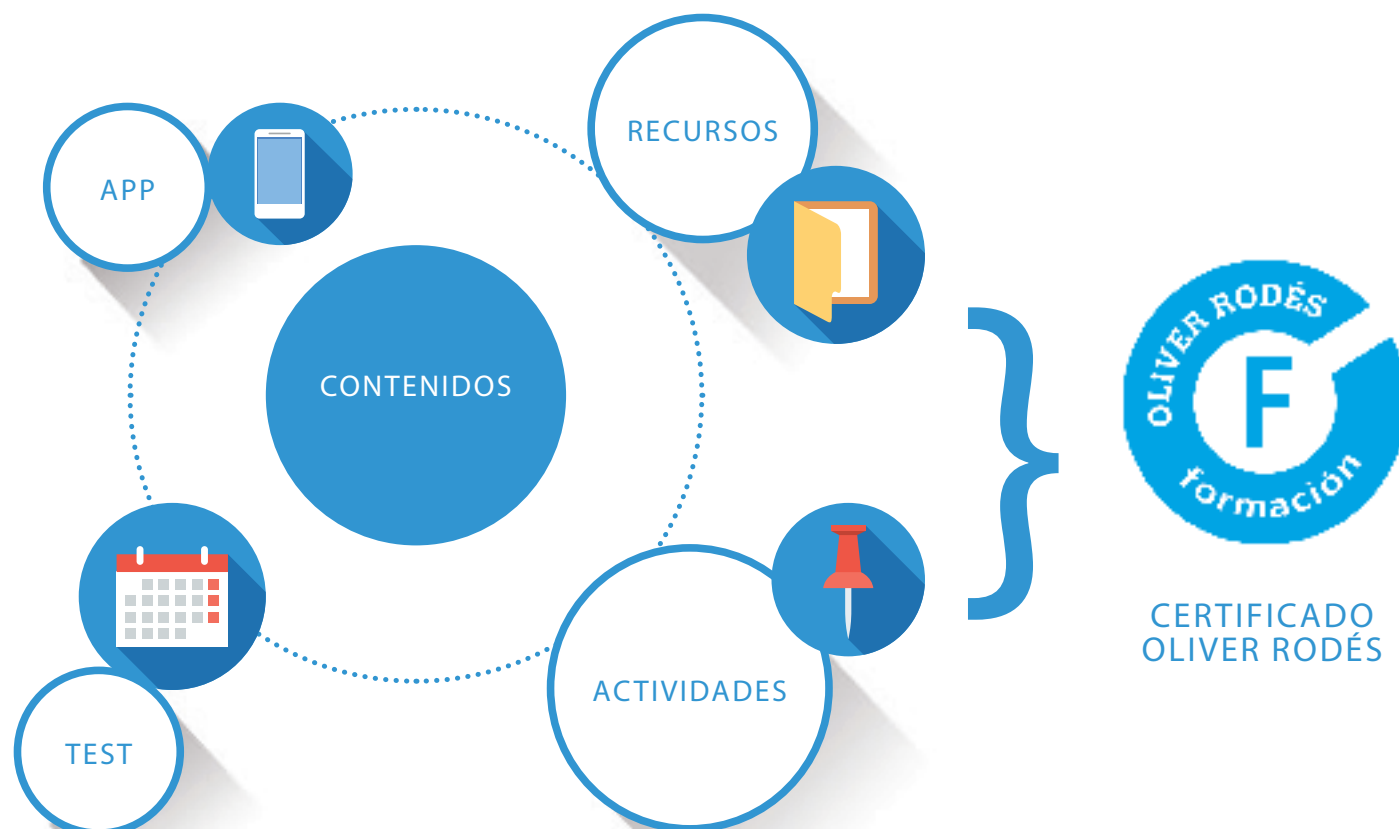 APP
RECURSOS
CONTENIDOS
TEST
ACTIVIDADES
OLIVER RODÉS
F
formación
CERTIFICADO
OLIVER RODÉS